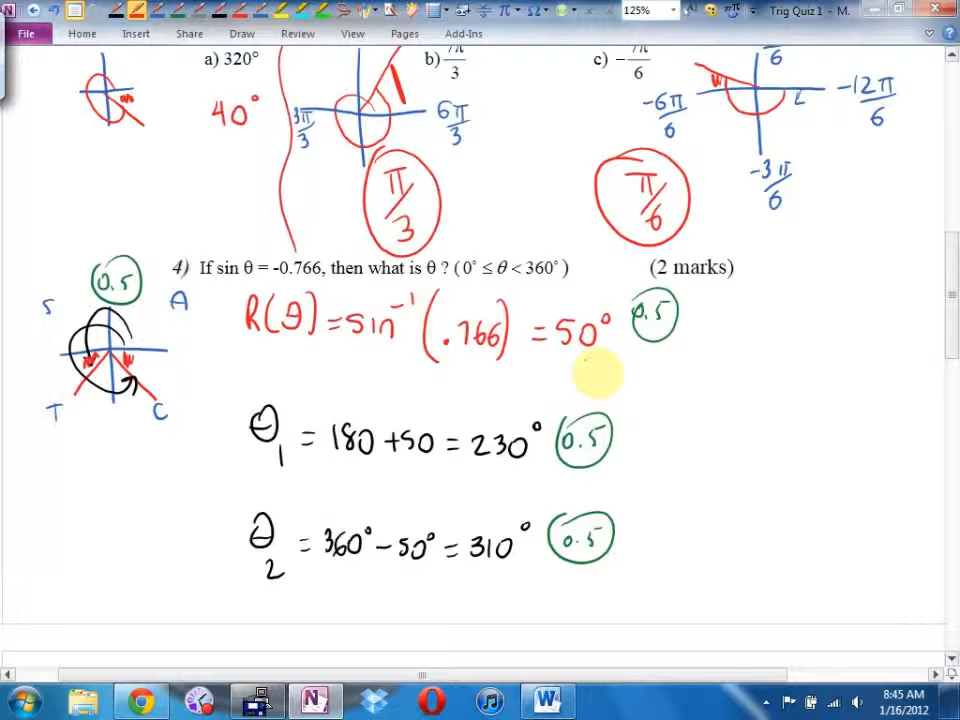 125% Trig Quiz 1 - M.
File Home Insert Share Draw Review View Pages Add-Ins
a) 320° b) 7π/3 c) -7π/6
40° 3π/3 6π/3 -6π/6 -12π/6
-3π/6
π/3 π/6
4) If sin θ = -0.766, then what is θ ? ( 0° ≤ θ < 360° ) (2 marks)
0.5
S A
T C
R(θ) = sin⁻¹ (.766) = 50° 0.5
θ₁ = 180 + 50 = 230° 0.5
θ₂ = 360° - 50° = 310° 0.5
8:45 AM
1/16/2012